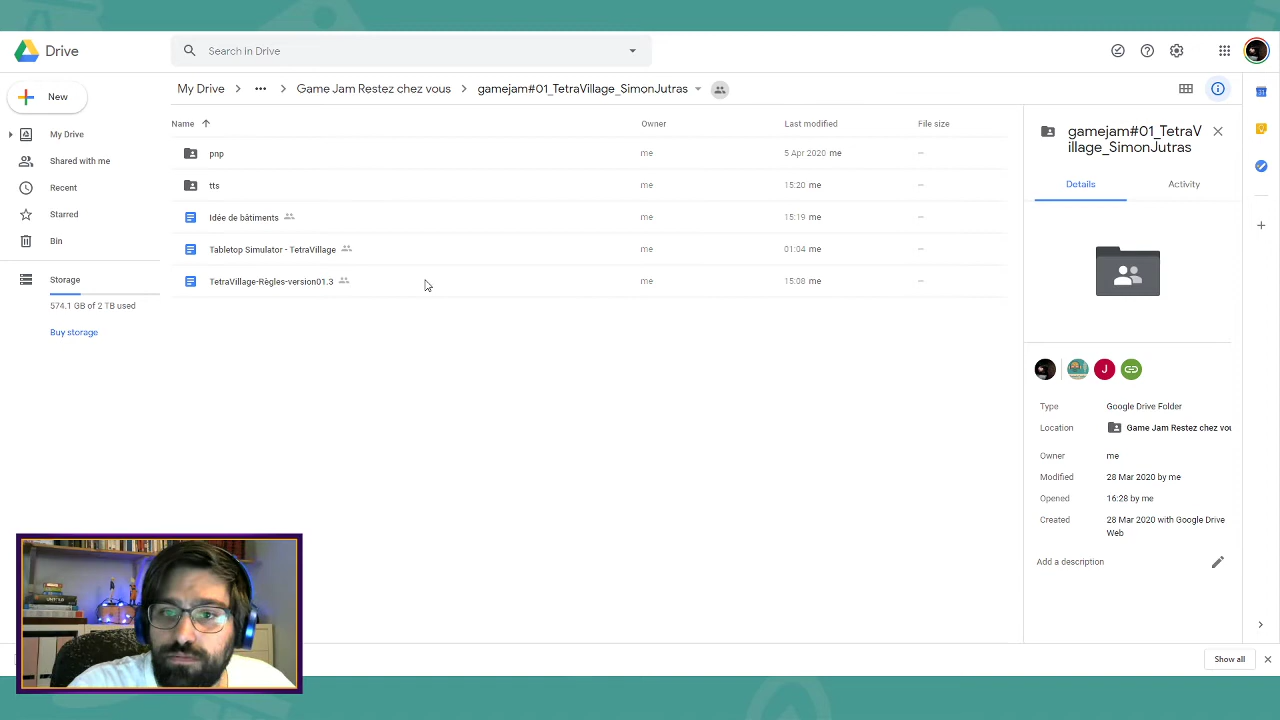 Drive
Search in Drive
New
My Drive
Shared with me
Recent
Starred
Bin
Storage
574.1 GB of 2 TB used
Buy storage
My Drive > ... > Game Jam Restez chez vous > gamejam#01_TetraVillage_SimonJutras
Name Owner Last modified File size
pnp me 5 Apr 2020 me –
tts me 15:20 me –
Idée de bâtiments me 15:19 me –
Tabletop Simulator - TetraVillage me 01:04 me –
TetraVillage-Règles-version01.3 me 15:08 me –
gamejam#01_TetraV
illage_SimonJutras
Details Activity
J
Type Google Drive Folder
Location Game Jam Restez chez vou
Owner me
Modified 28 Mar 2020 by me
Opened 16:28 by me
Created 28 Mar 2020 with Google Drive
Web
Add a description
Show all